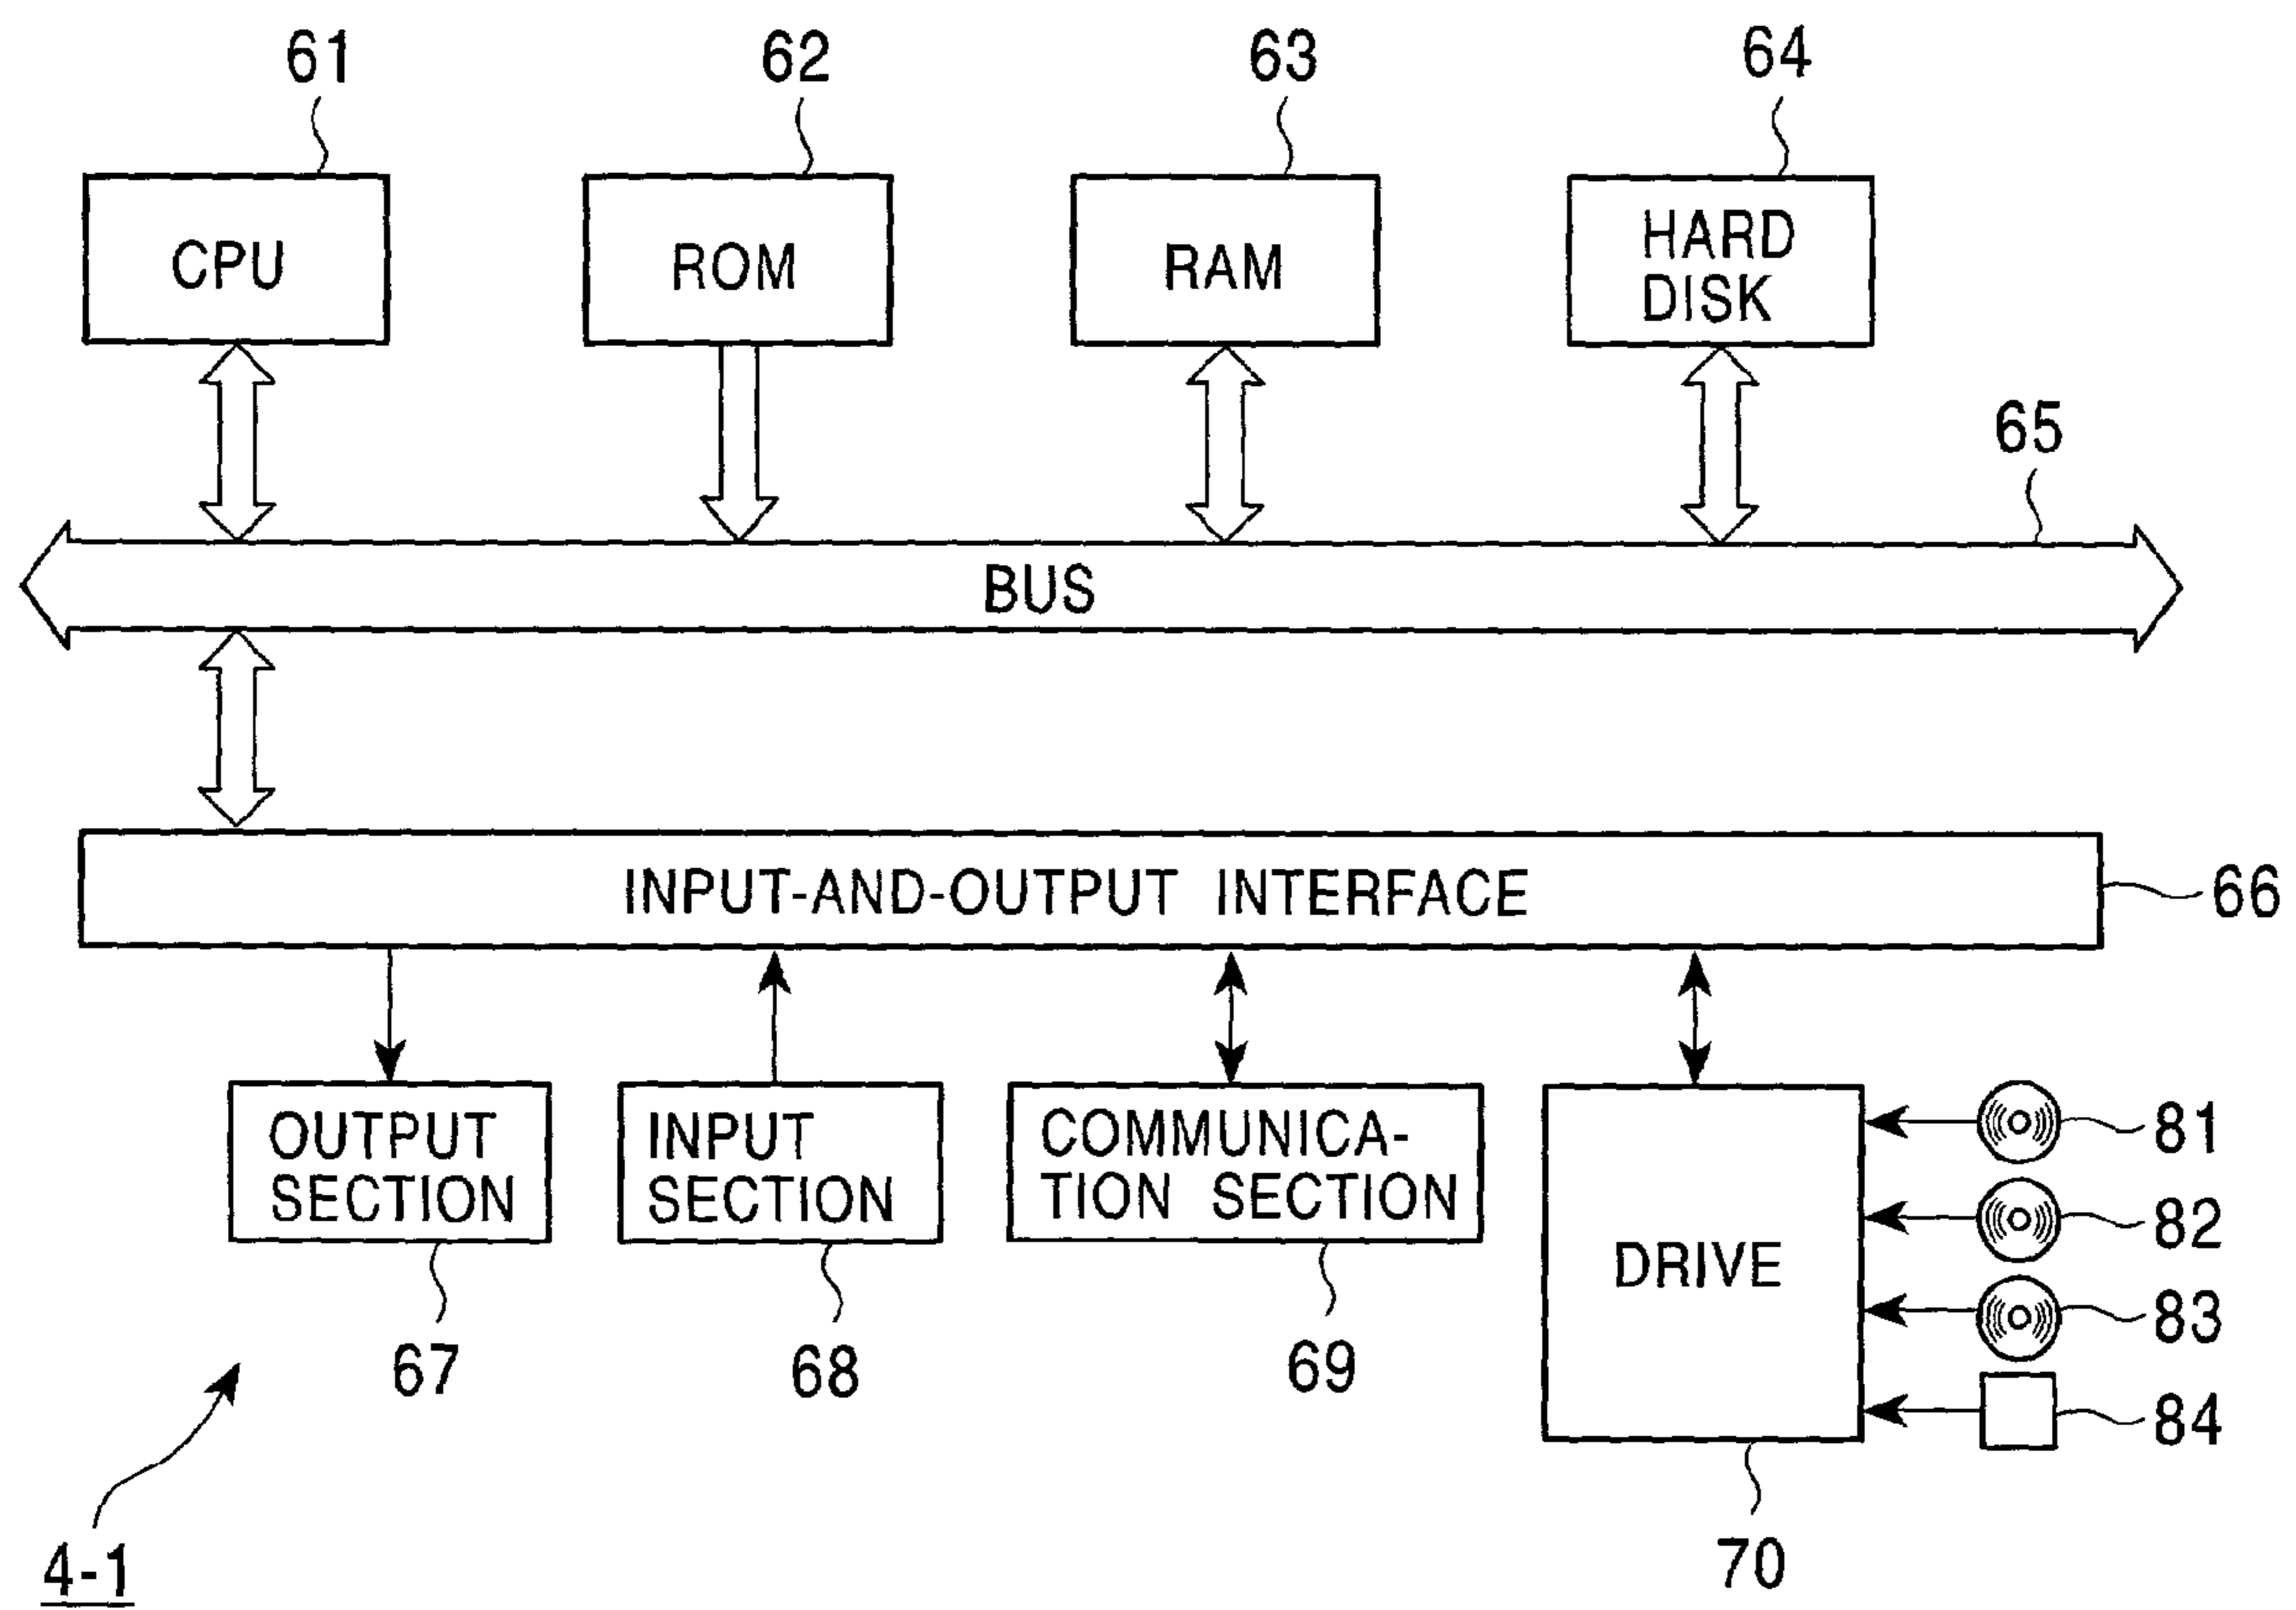 61
62
63
64
CPU
ROM
RAM
HARD
DISK
65
BUS
INPUT-AND-OUTPUT INTERFACE
66
OUTPUT
SECTION
INPUT
SECTION
COMMUNICA-
TION SECTION
DRIVE
81
82
83
84
67
68
69
70
4-1